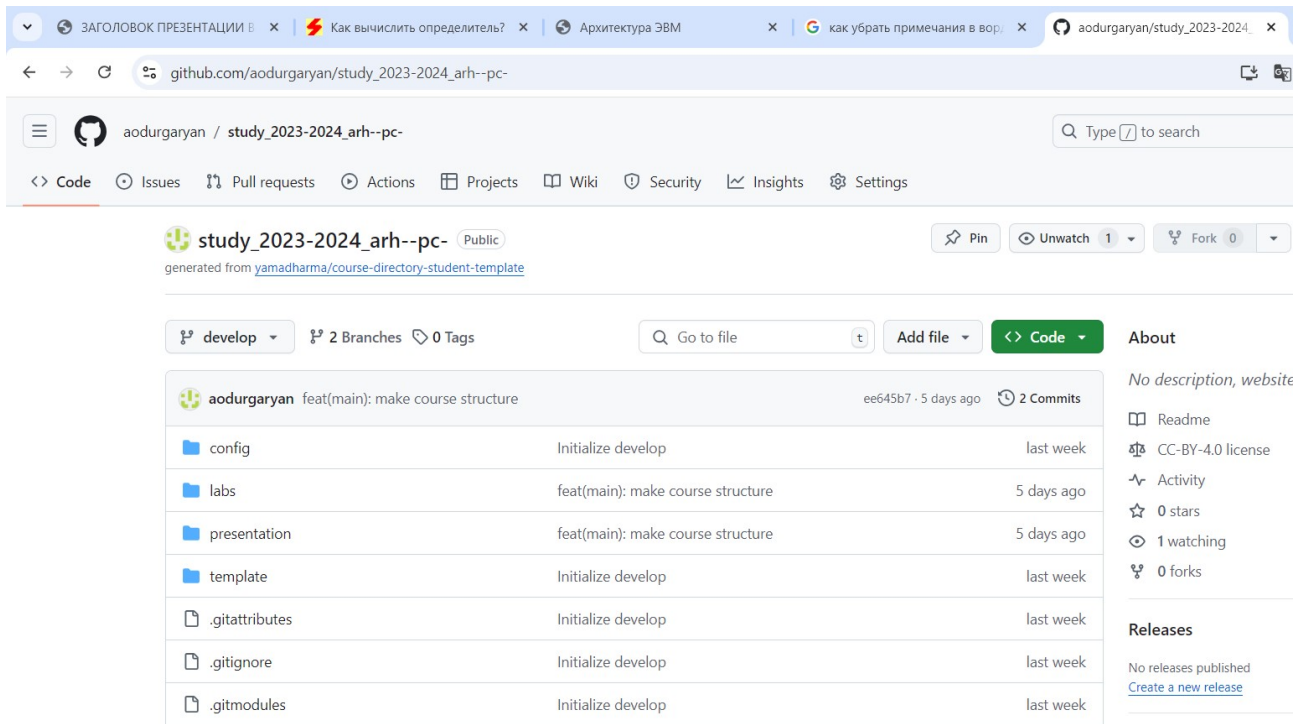 ЗАГОЛОВОК ПРЕЗЕНТАЦИИ В
Как вычислить определитель?
Архитектура ЭВМ
как убрать примечания в ворд
aodurgaryan/study_2023-2024_
github.com/aodurgaryan/study_2023-2024_arh--pc-
aodurgaryan / study_2023-2024_arh--pc-
Type / to search
Code Issues Pull requests Actions Projects Wiki Security Insights Settings
study_2023-2024_arh--pc- Public
Pin Unwatch 1 Fork 0
generated from yamadharma/course-directory-student-template
develop 2 Branches 0 Tags Go to file t Add file Code
aodurgaryan feat(main): make course structure ee645b7 · 5 days ago 2 Commits
config Initialize develop last week
labs feat(main): make course structure 5 days ago
presentation feat(main): make course structure 5 days ago
template Initialize develop last week
.gitattributes Initialize develop last week
.gitignore Initialize develop last week
.gitmodules Initialize develop last week
About
No description, website
Readme
CC-BY-4.0 license
Activity
0 stars
1 watching
0 forks
Releases
No releases published
Create a new release